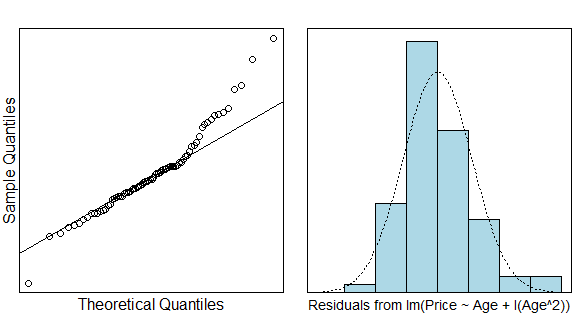 Sample Quantiles
Theoretical Quantiles
Residuals from lm(Price ~ Age + I(Age^2))